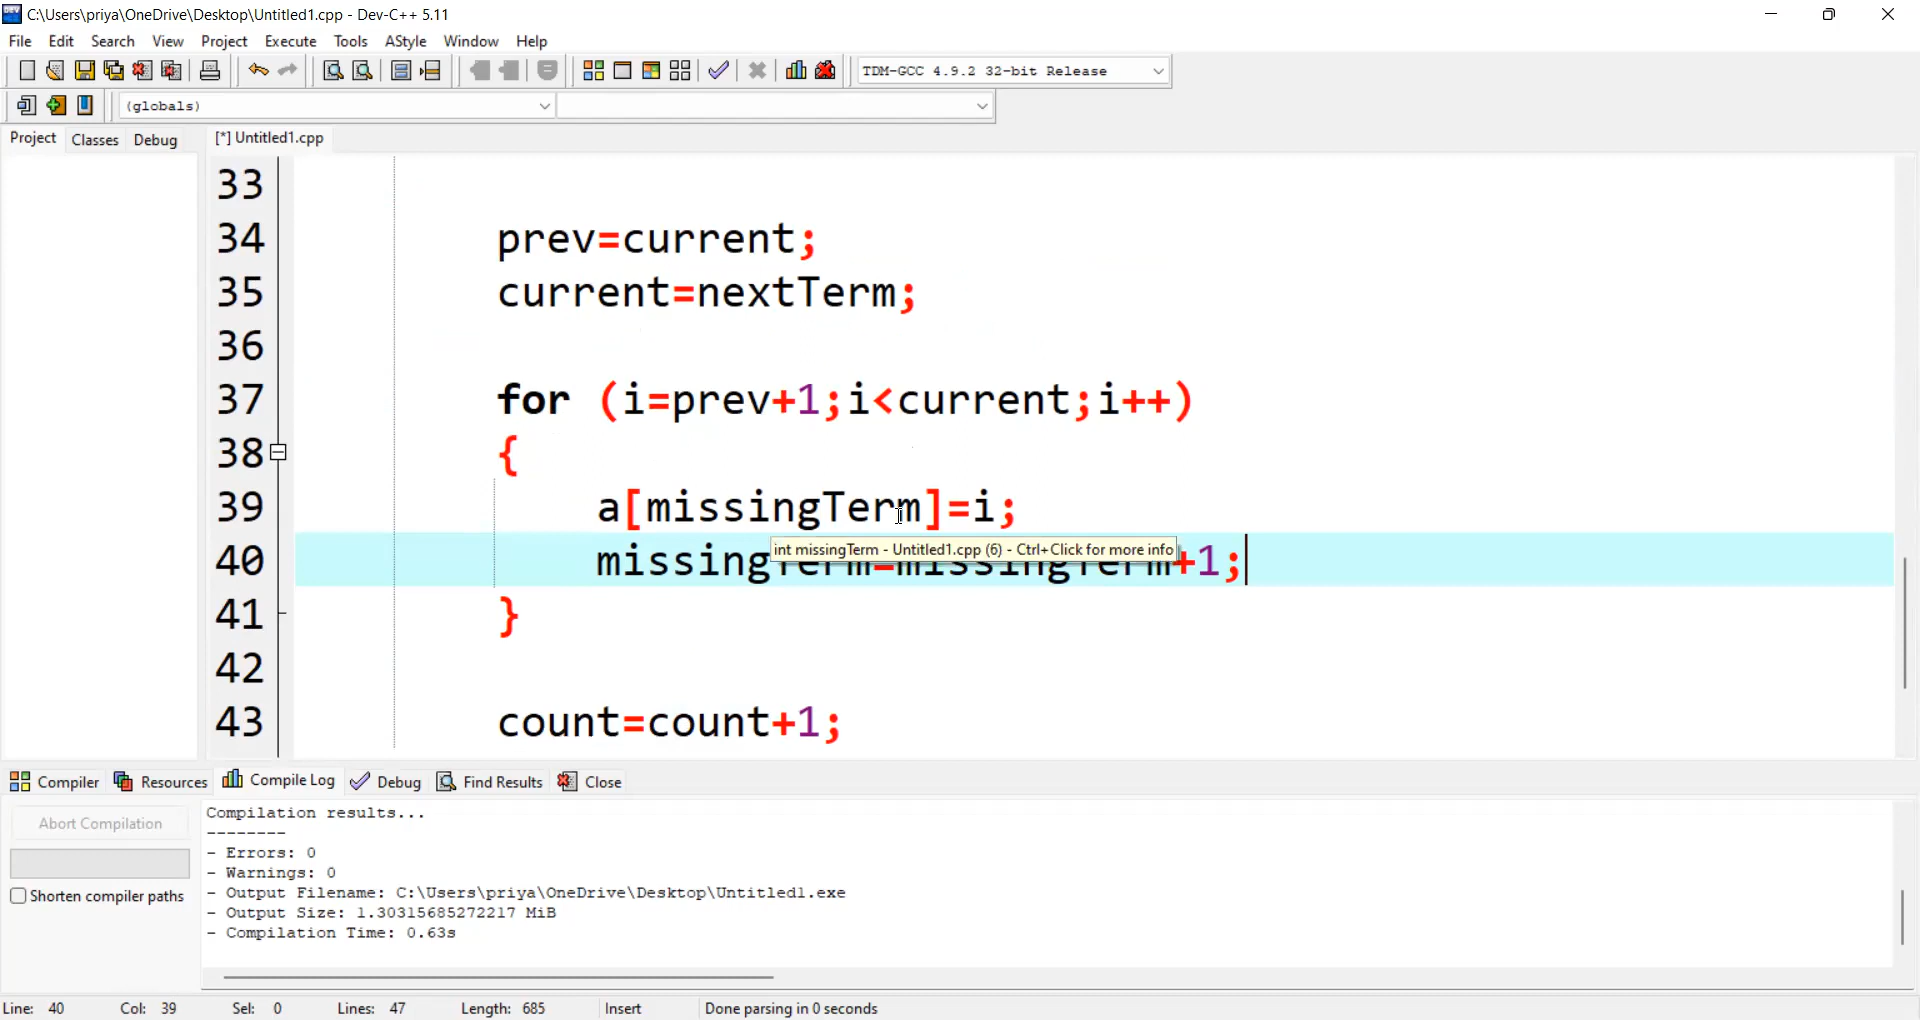 C:\Users\priya\OneDrive\Desktop\Untitled1.cpp - Dev-C++ 5.11
File Edit Search View Project Execute Tools AStyle Window Help
TDM-GCC 4.9.2 32-bit Release
(globals)
Project Classes Debug [*] Untitled1.cpp
33
34 prev=current;
35 current=nextTerm;
36
37 for (i=prev+1;i<current;i++)
38 {
39 a[missingTerm]=i;
int missingTerm - Untitled1.cpp (6) - Ctrl+Click for more info
40 missingTerm=missingTerm+1;
41 }
42
43 count=count+1;
Compiler Resources Compile Log Debug Find Results Close
Abort Compilation
Shorten compiler paths
Compilation results...
--------
- Errors: 0
- Warnings: 0
- Output Filename: C:\Users\priya\OneDrive\Desktop\Untitled1.exe
- Output Size: 1.30315685272217 MiB
- Compilation Time: 0.63s
Line: 40 Col: 39 Sel: 0 Lines: 47 Length: 685 Insert Done parsing in 0 seconds